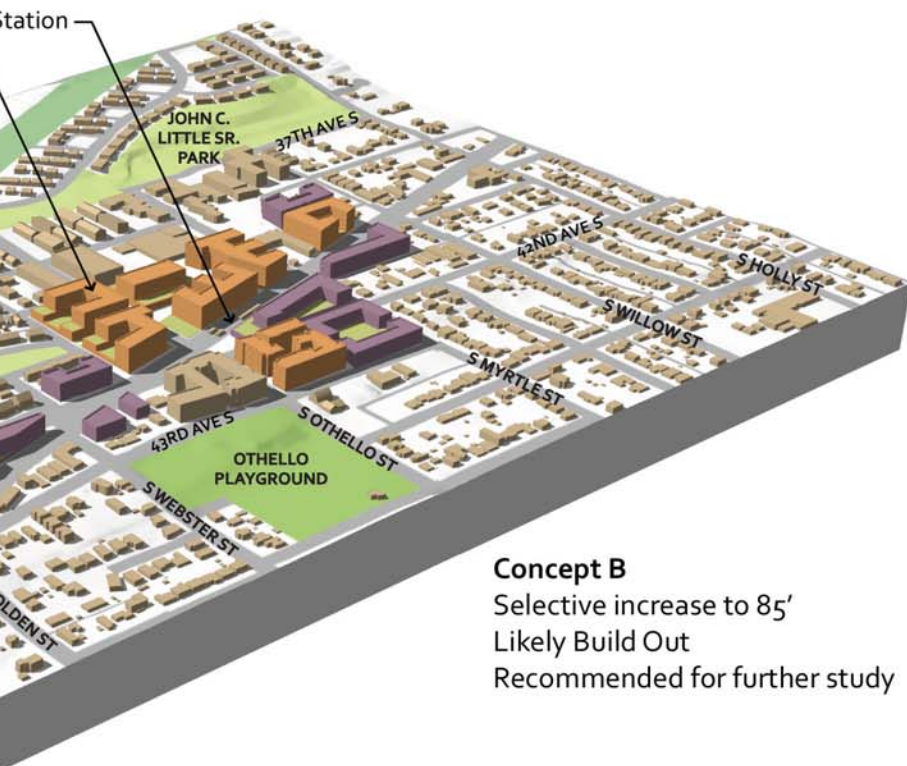 Station
JOHN C.
LITTLE SR.
PARK
37TH AVE S
42ND AVE S
S HOLLY ST
S WILLOW ST
S MYRTLE ST
43RD AVE S
S OTHELLO ST
OTHELLO
PLAYGROUND
S WEBSTER ST
OLDEN ST
Concept B
Selective increase to 85'
Likely Build Out
Recommended for further study